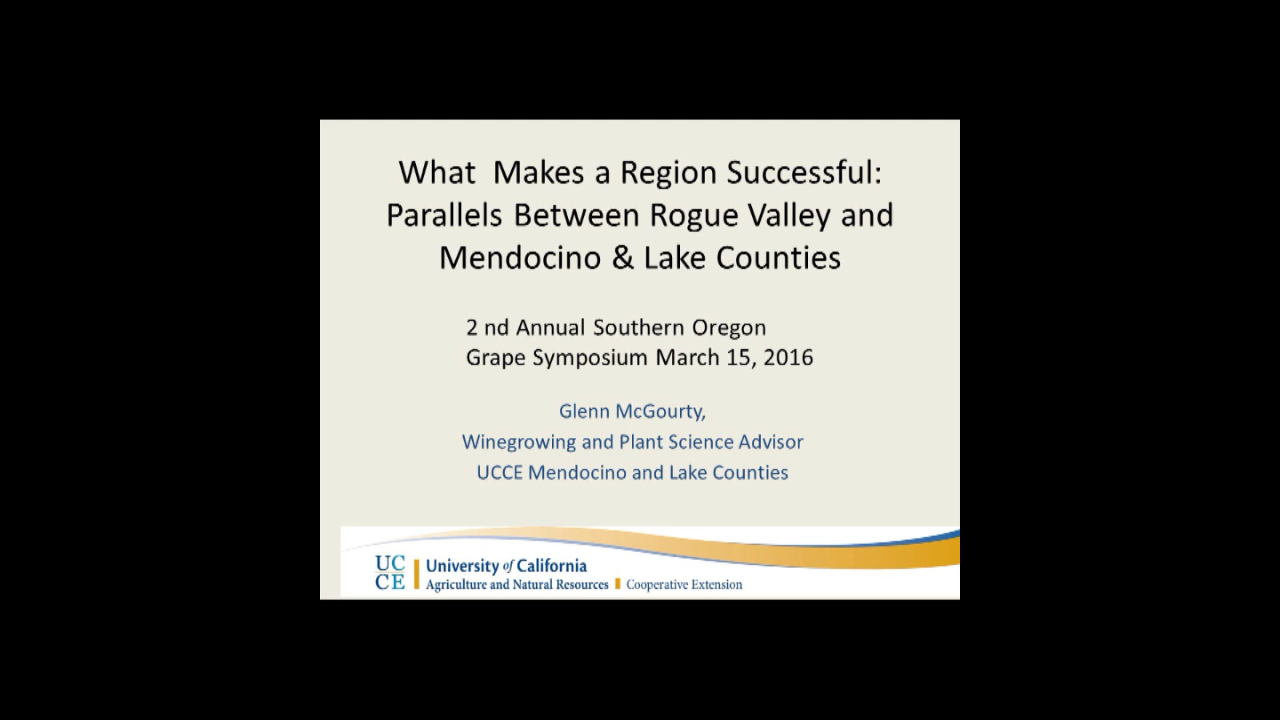 What  Makes a Region Successful:
Parallels Between Rogue Valley and
Mendocino & Lake Counties
2 nd Annual Southern Oregon
Grape Symposium March 15, 2016
Glenn McGourty,
Winegrowing and Plant Science Advisor
UCCE Mendocino and Lake Counties
UC
CE
University of California
Agriculture and Natural Resources Cooperative Extension